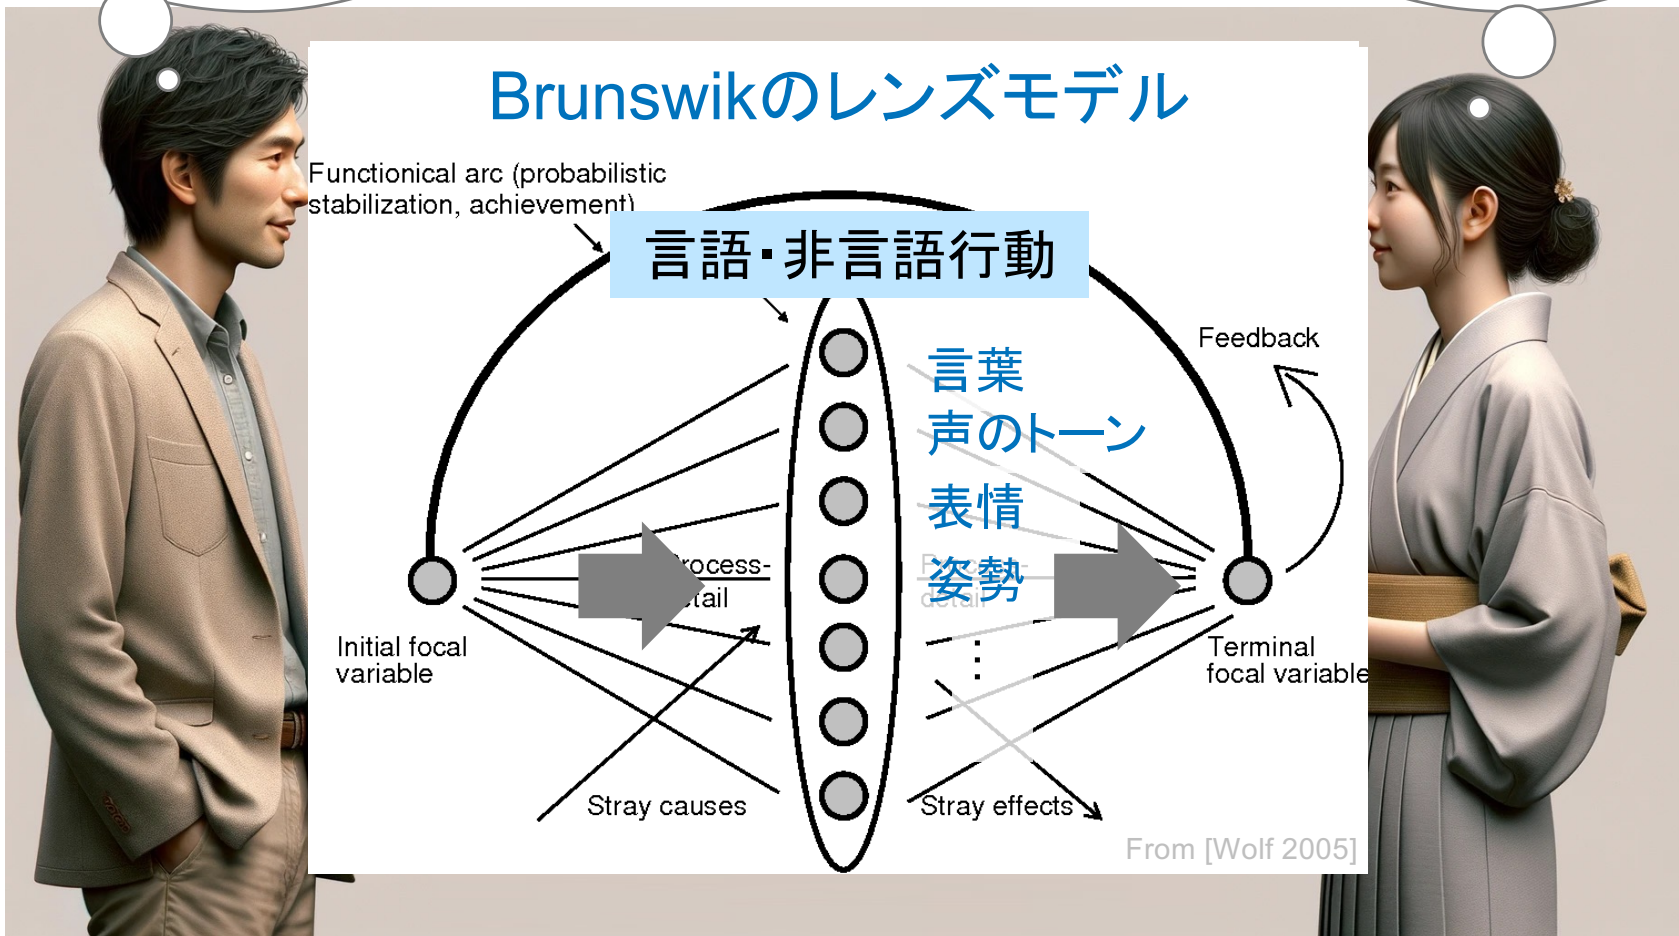 Brunswikのレンズモデル
Functionical arc (probabilistic
stabilization, achievement)
言語・非言語行動
Feedback
言葉
声のトーン
表情
姿勢
Process-
detail
Initial focal
variable
Terminal
focal variable
Stray causes
Stray effects
From [Wolf 2005]